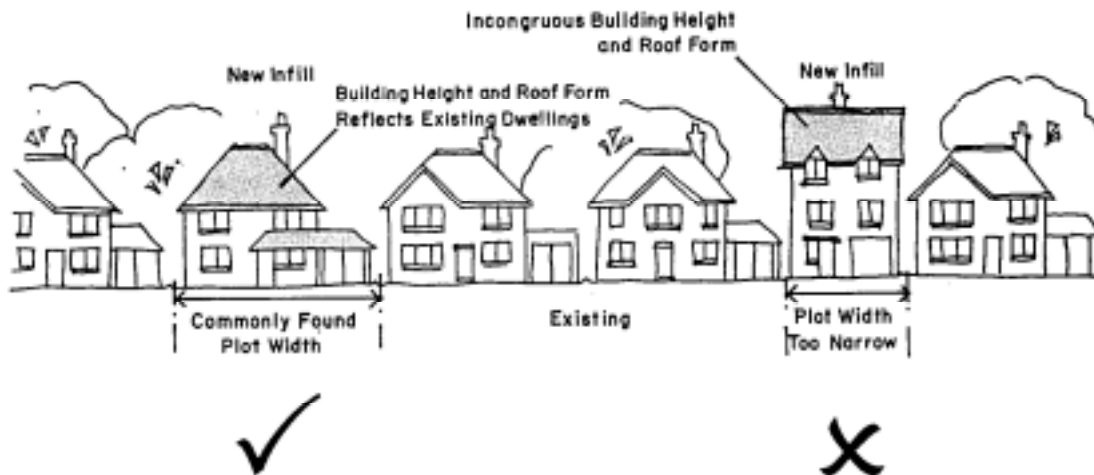 Incongruous Building Height
and Roof Form
New Infill
Building Height and Roof Form
Reflects Existing Dwellings
New Infill
Commonly Found
Plot Width
Existing
Plot Width
Too Narrow